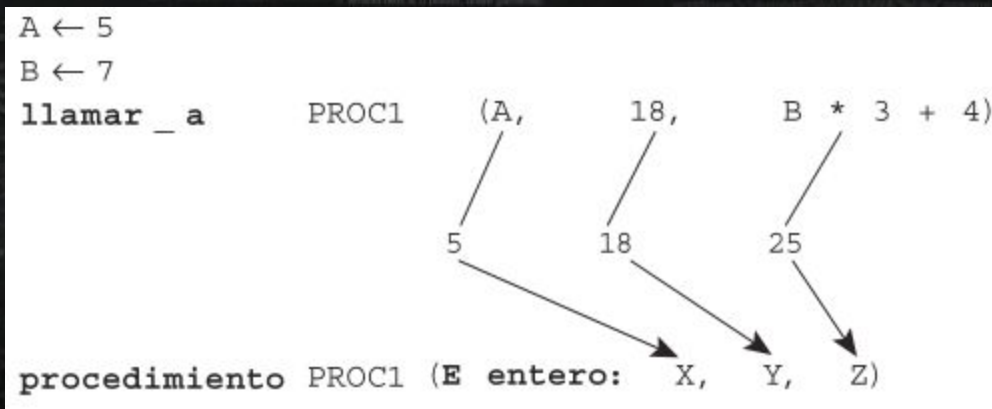 A ← 5
B ← 7
llamar _ a PROC1 (A, 18, B * 3 + 4)
5 18 25
procedimiento PROC1 (E entero: X, Y, Z)